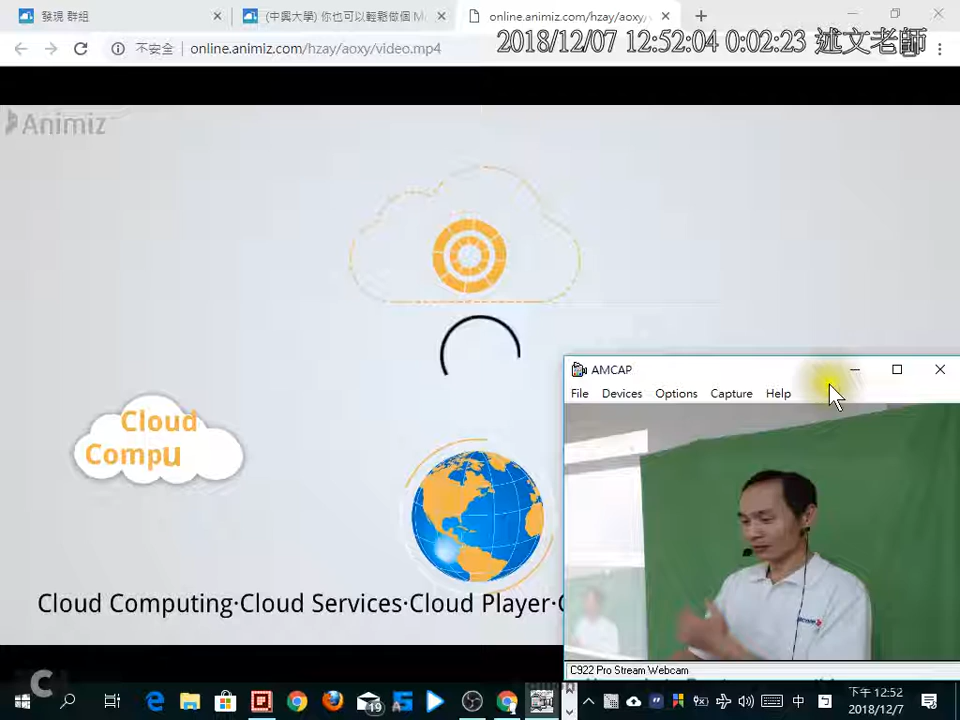 發現 群組
(中興大學) 你也可以輕鬆做個 M
online.animiz.com/hzay/aoxy/
不安全
online.animiz.com/hzay/aoxy/video.mp4
2018/12/07 12:52:04 0:02:23 述文老師
Animiz
AMCAP
File Devices Options Capture Help
Cloud
Compu
Cloud Computing·Cloud Services·Cloud Player·C
C922 Pro Stream Webcam
C
19
中
下午 12:52
2018/12/7